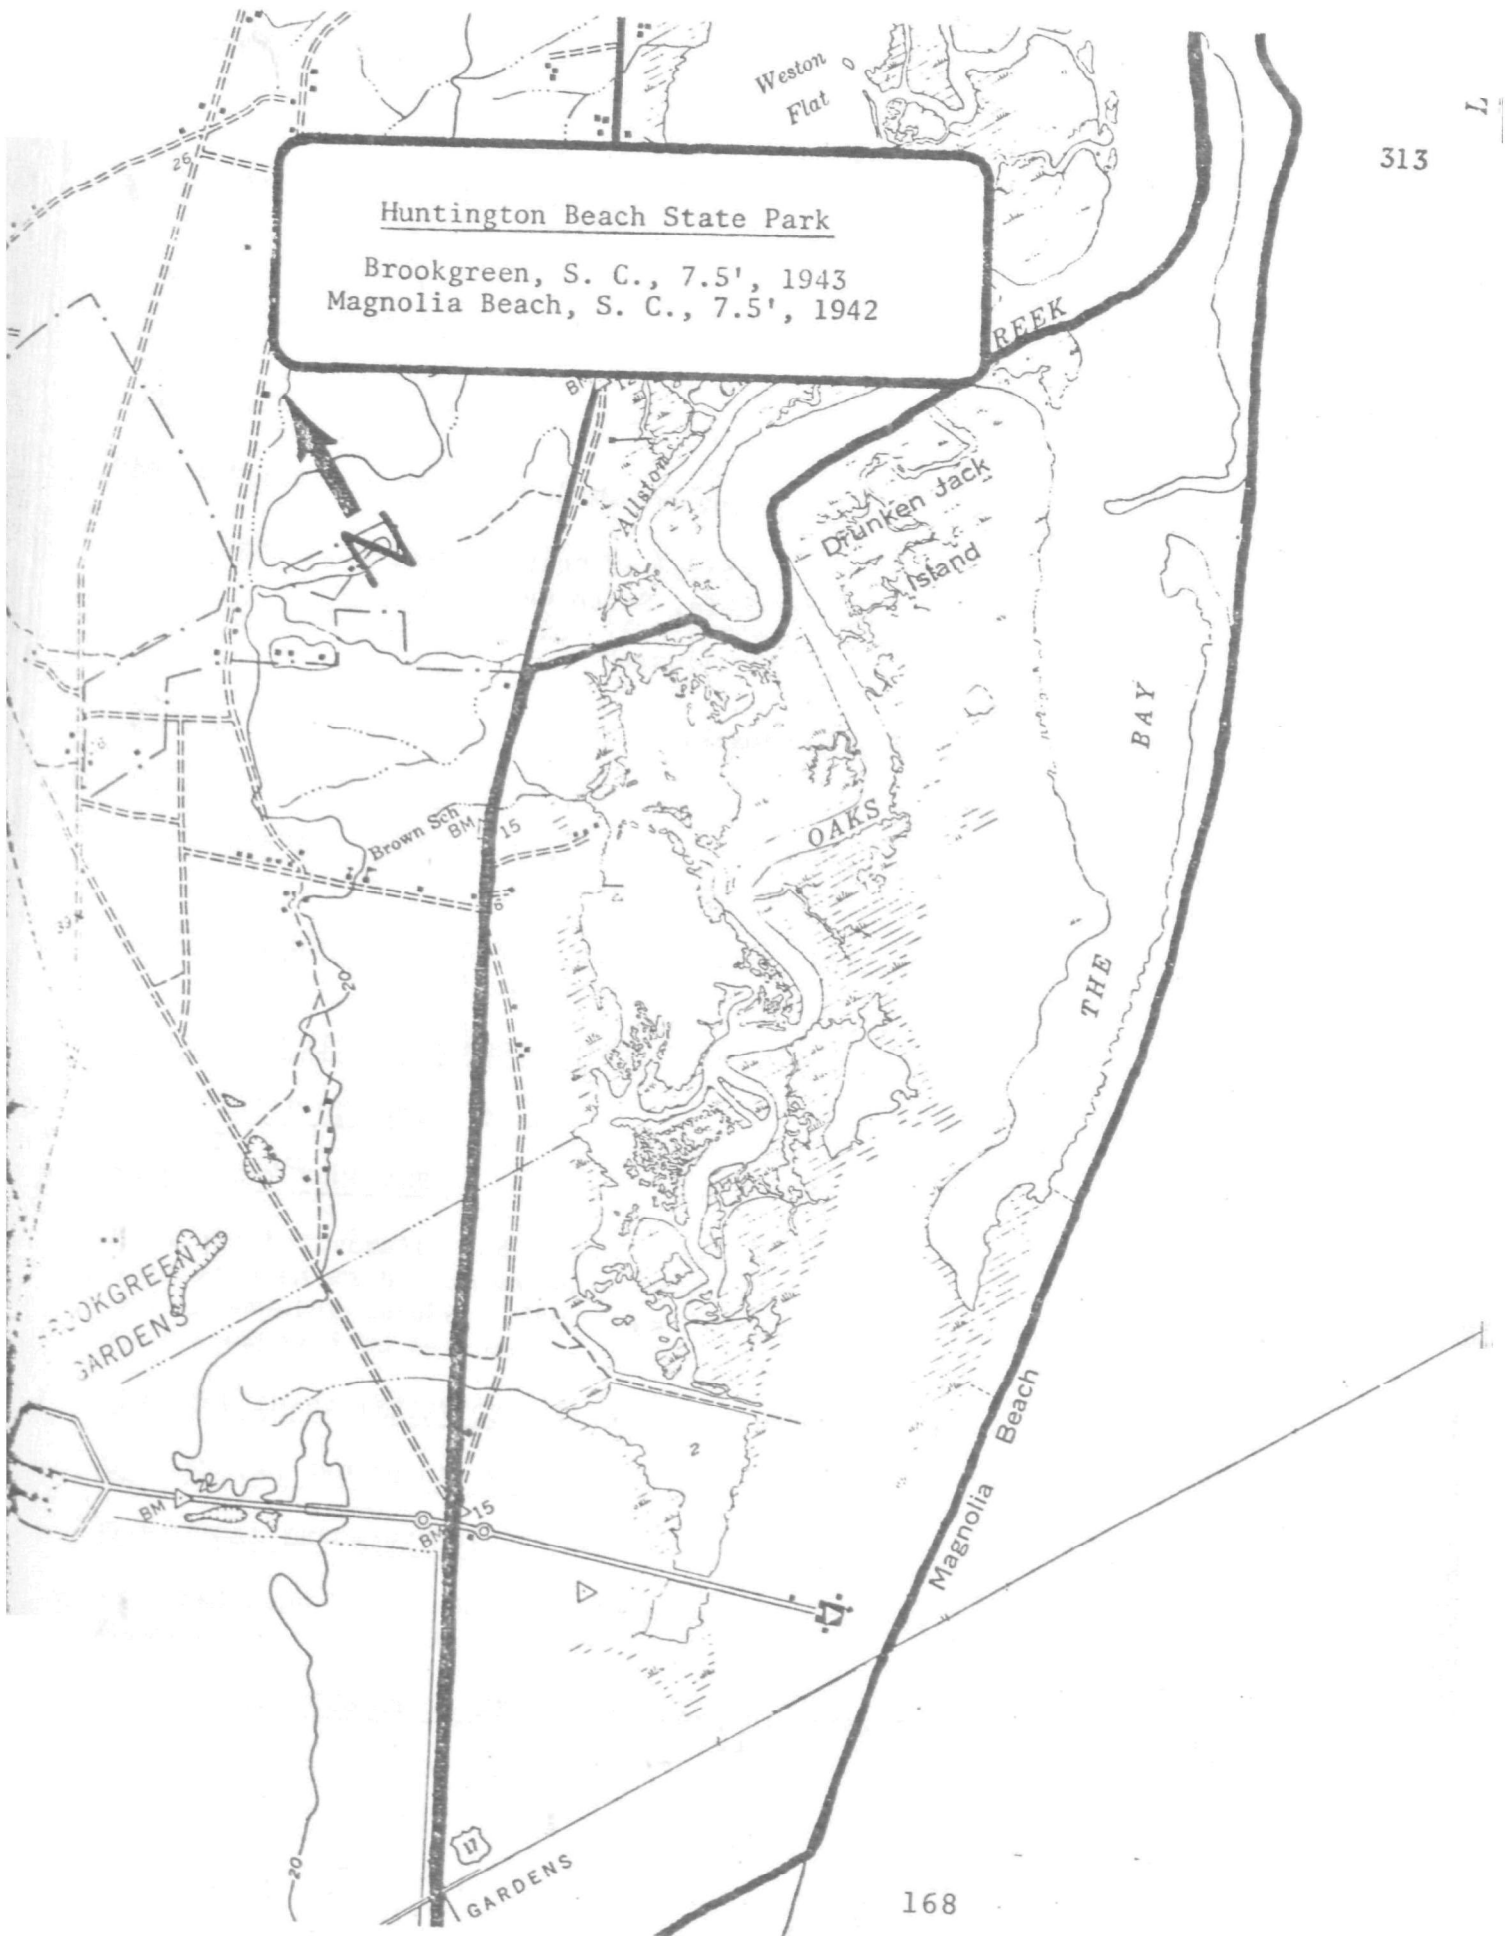 Weston
Flat
L
313
26
Huntington Beach State Park
Brookgreen, S. C., 7.5', 1943
Magnolia Beach, S. C., 7.5', 1942
REEK
BM
Allston
Drunken Jack
Island
N
BAY
Brown Sch
BM 15
OAKS
20
THE
ROOKGREEN
GARDENS
Beach
2
20
BM
15
BM
Magnolia
17
20
GARDENS
168